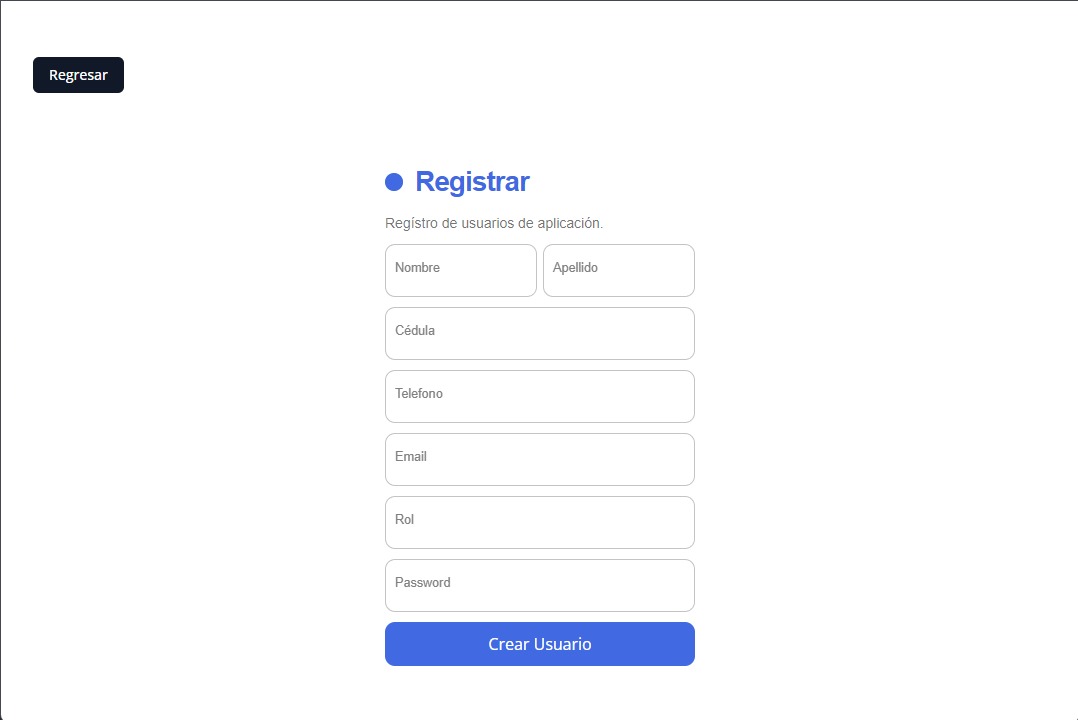 Regresar
Registrar
Regístro de usuarios de aplicación.
Nombre Apellido
Cédula
Telefono
Email
Rol
Password
Crear Usuario